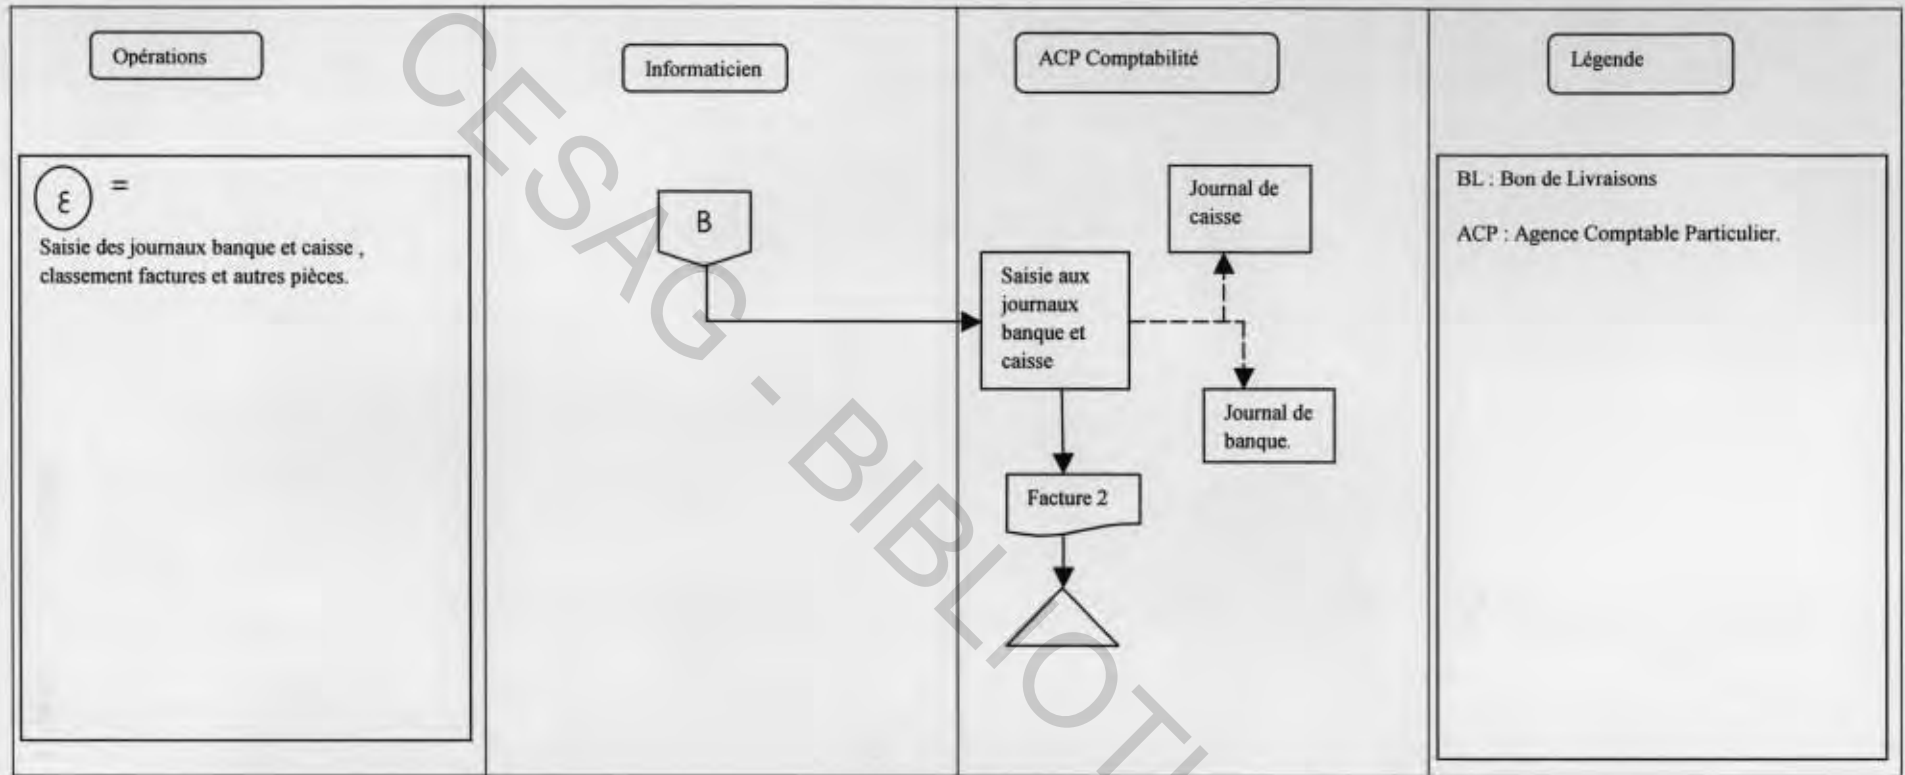 Opérations
Informaticien
ACP Comptabilité
Légende
ε =
Saisie des journaux banque et caisse ,
classement factures et autres pièces.
B
Saisie aux
journaux
banque et
caisse
Journal de
caisse
Journal de
banque.
Facture 2
BL : Bon de Livraisons
ACP : Agence Comptable Particulier.
CESAG - BIBLIOT